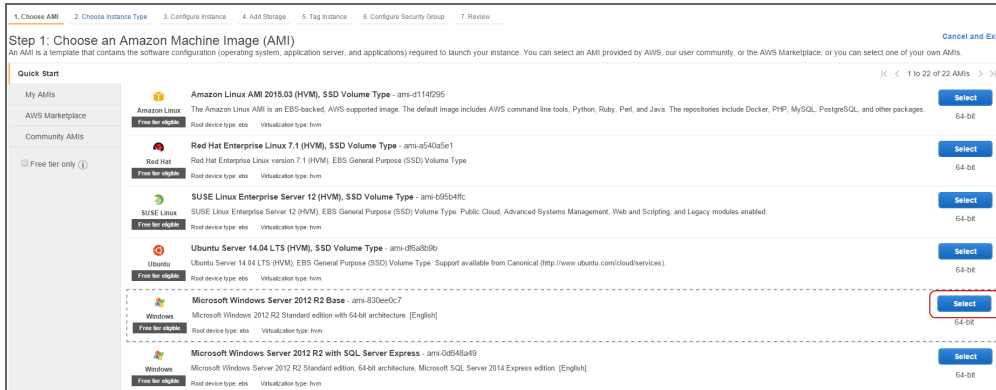 1. Choose AMI 2. Choose Instance Type 3. Configure Instance 4. Add Storage 5. Tag Instance 6. Configure Security Group 7. Review
Step 1: Choose an Amazon Machine Image (AMI)
Cancel and Exi
An AMI is a template that contains the software configuration (operating system, application server, and applications) required to launch your instance. You can select an AMI provided by AWS, our user community, or the AWS Marketplace; or you can select one of your own AMIs.
Quick Start
1 to 22 of 22 AMIs
My AMIs
AWS Marketplace
Community AMIs
Free tier only
Amazon Linux
Free tier eligible
Amazon Linux AMI 2015.03 (HVM), SSD Volume Type - ami-d114f295
The Amazon Linux AMI is an EBS-backed, AWS-supported image. The default image includes AWS command line tools, Python, Ruby, Perl, and Java. The repositories include Docker, PHP, MySQL, PostgreSQL, and other packages.
Root device type: ebs Virtualization type: hvm
Select
64-bit
Red Hat
Free tier eligible
Red Hat Enterprise Linux 7.1 (HVM), SSD Volume Type - ami-a540a5e1
Red Hat Enterprise Linux version 7.1 (HVM), EBS General Purpose (SSD) Volume Type
Root device type: ebs Virtualization type: hvm
Select
64-bit
SUSE Linux
Free tier eligible
SUSE Linux Enterprise Server 12 (HVM), SSD Volume Type - ami-b95b4ffc
SUSE Linux Enterprise Server 12 (HVM), EBS General Purpose (SSD) Volume Type. Public Cloud, Advanced Systems Management, Web and Scripting, and Legacy modules enabled.
Root device type: ebs Virtualization type: hvm
Select
64-bit
Ubuntu
Free tier eligible
Ubuntu Server 14.04 LTS (HVM), SSD Volume Type - ami-df6a8b9b
Ubuntu Server 14.04 LTS (HVM), EBS General Purpose (SSD) Volume Type. Support available from Canonical (http://www.ubuntu.com/cloud/services).
Root device type: ebs Virtualization type: hvm
Select
64-bit
Windows
Free tier eligible
Microsoft Windows Server 2012 R2 Base - ami-830ee0c7
Microsoft Windows 2012 R2 Standard edition with 64-bit architecture. [English]
Root device type: ebs Virtualization type: hvm
Select
64-bit
Windows
Free tier eligible
Microsoft Windows Server 2012 R2 with SQL Server Express - ami-0d648a49
Microsoft Windows Server 2012 R2 Standard edition, 64-bit architecture, Microsoft SQL Server 2014 Express edition. [English]
Root device type: ebs Virtualization type: hvm
Select
64-bit